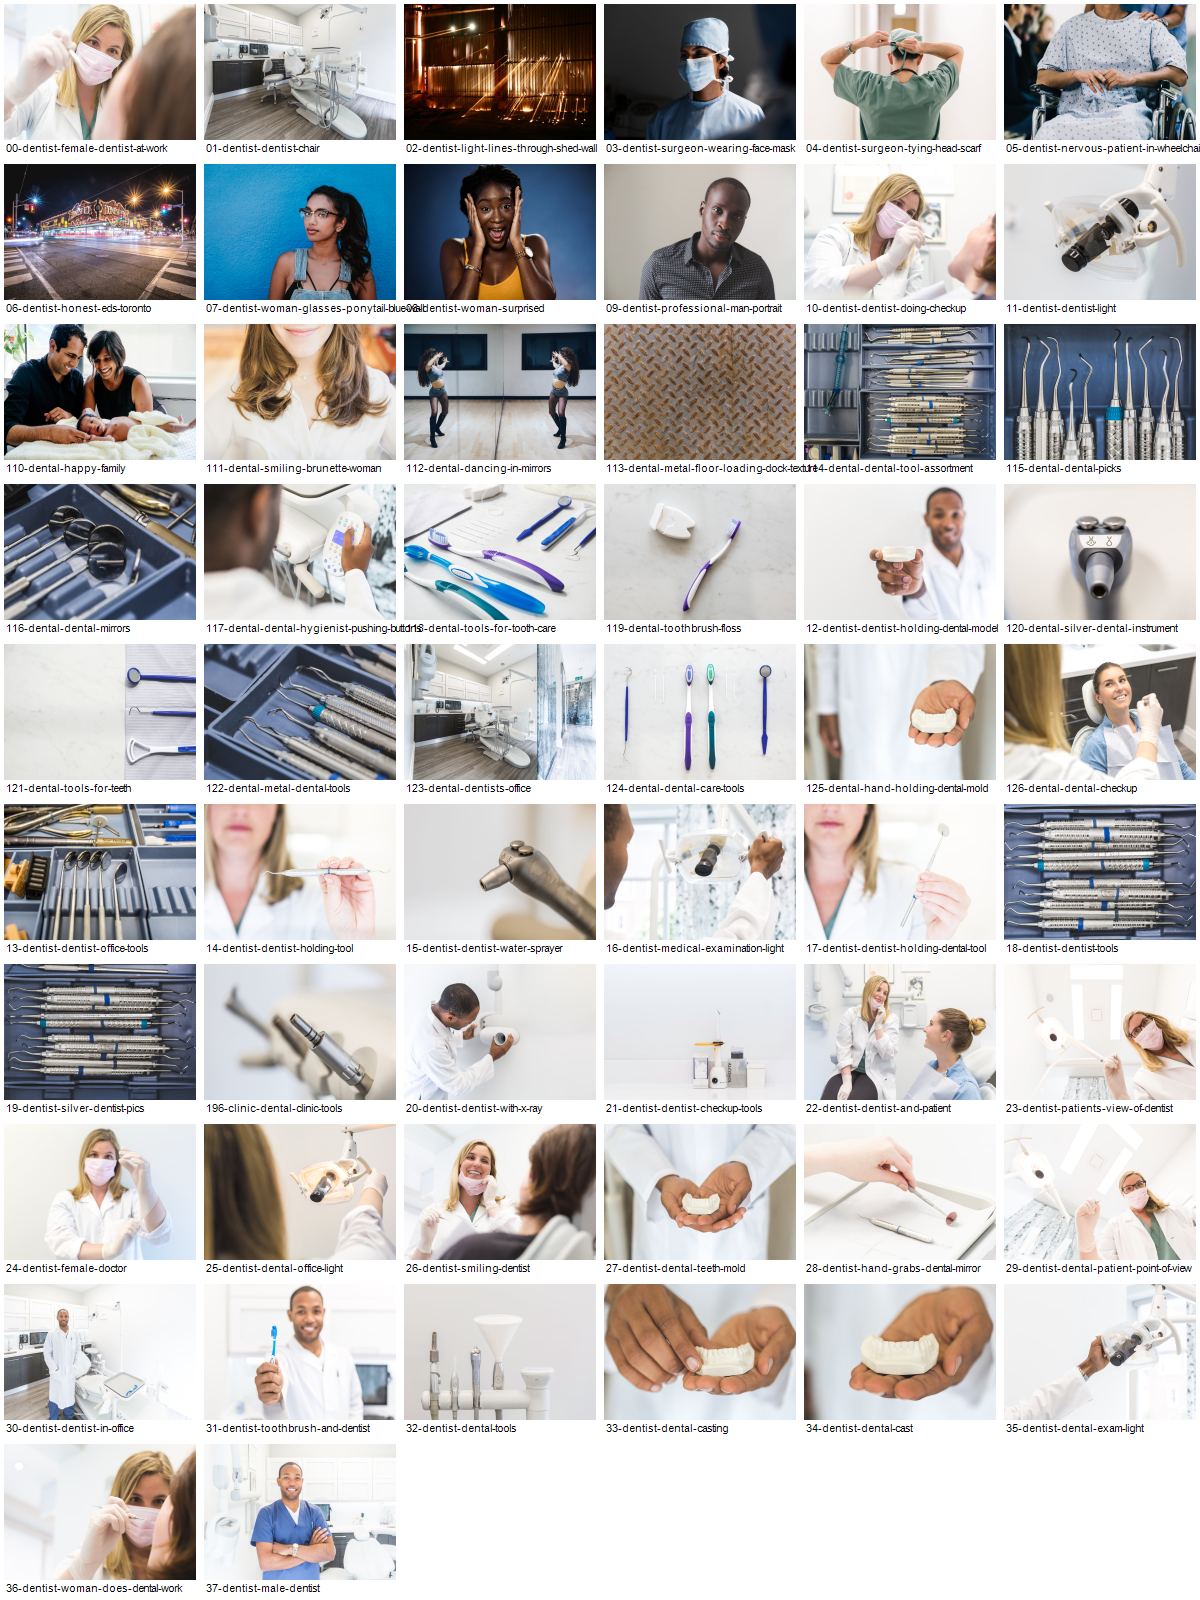 00-dentist-female-dentist-at-work
01-dentist-dentist-chair
02-dentist-light-lines-through-shed-wall
03-dentist-surgeon-wearing-face-mask
04-dentist-surgeon-tying-head-scarf
05-dentist-nervous-patient-in-wheelchai
06-dentist-honest-eds-toronto
07-dentist-woman-glasses-ponytail-blue-wall
08-dentist-woman-surprised
09-dentist-professional-man-portrait
10-dentist-dentist-doing-checkup
11-dentist-dentist-light
110-dental-happy-family
111-dental-smiling-brunette-woman
112-dental-dancing-in-mirrors
113-dental-metal-floor-loading-dock-texture
114-dental-dental-tool-assortment
115-dental-dental-picks
116-dental-dental-mirrors
117-dental-dental-hygienist-pushing-buttons
118-dental-tools-for-tooth-care
119-dental-toothbrush-floss
12-dentist-dentist-holding-dental-model
120-dental-silver-dental-instrument
121-dental-tools-for-teeth
122-dental-metal-dental-tools
123-dental-dentists-office
124-dental-dental-care-tools
125-dental-hand-holding-dental-mold
126-dental-dental-checkup
13-dentist-dentist-office-tools
14-dentist-dentist-holding-tool
15-dentist-dentist-water-sprayer
16-dentist-medical-examination-light
17-dentist-dentist-holding-dental-tool
18-dentist-dentist-tools
19-dentist-silver-dentist-pics
196-clinic-dental-clinic-tools
20-dentist-dentist-with-x-ray
21-dentist-dentist-checkup-tools
22-dentist-dentist-and-patient
23-dentist-patients-view-of-dentist
24-dentist-female-doctor
25-dentist-dental-office-light
26-dentist-smiling-dentist
27-dentist-dental-teeth-mold
28-dentist-hand-grabs-dental-mirror
29-dentist-dental-patient-point-of-view
30-dentist-dentist-in-office
31-dentist-toothbrush-and-dentist
32-dentist-dental-tools
33-dentist-dental-casting
34-dentist-dental-cast
35-dentist-dental-exam-light
36-dentist-woman-does-dental-work
37-dentist-male-dentist